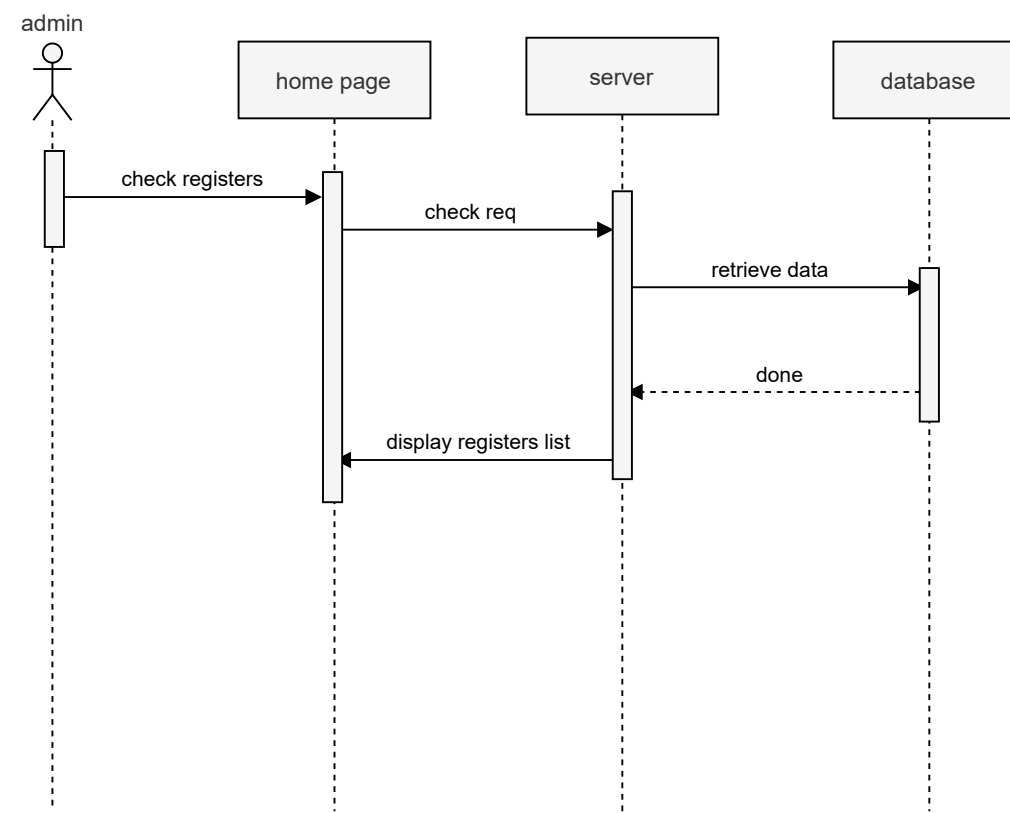 admin
home page
server
database
check registers
check req
retrieve data
done
display registers list